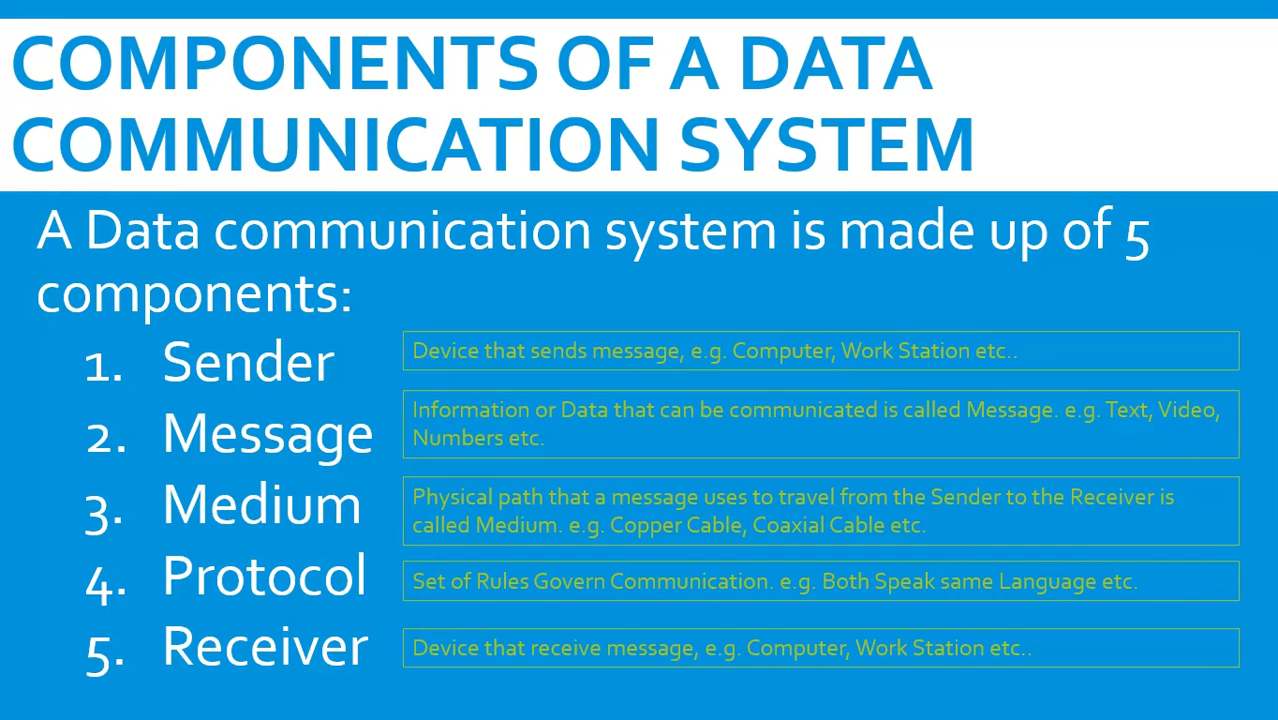 COMPONENTS OF A DATA
COMMUNICATION SYSTEM
A Data communication system is made up of 5
components:
1. Sender
Device that sends message, e.g. Computer, Work Station etc..
2. Message
Information or Data that can be communicated is called Message. e.g. Text, Video,
Numbers etc.
3. Medium
Physical path that a message uses to travel from the Sender to the Receiver is
called Medium. e.g. Copper Cable, Coaxial Cable etc.
4. Protocol
Set of Rules Govern Communication. e.g. Both Speak same Language etc.
5. Receiver
Device that receive message, e.g. Computer, Work Station etc..